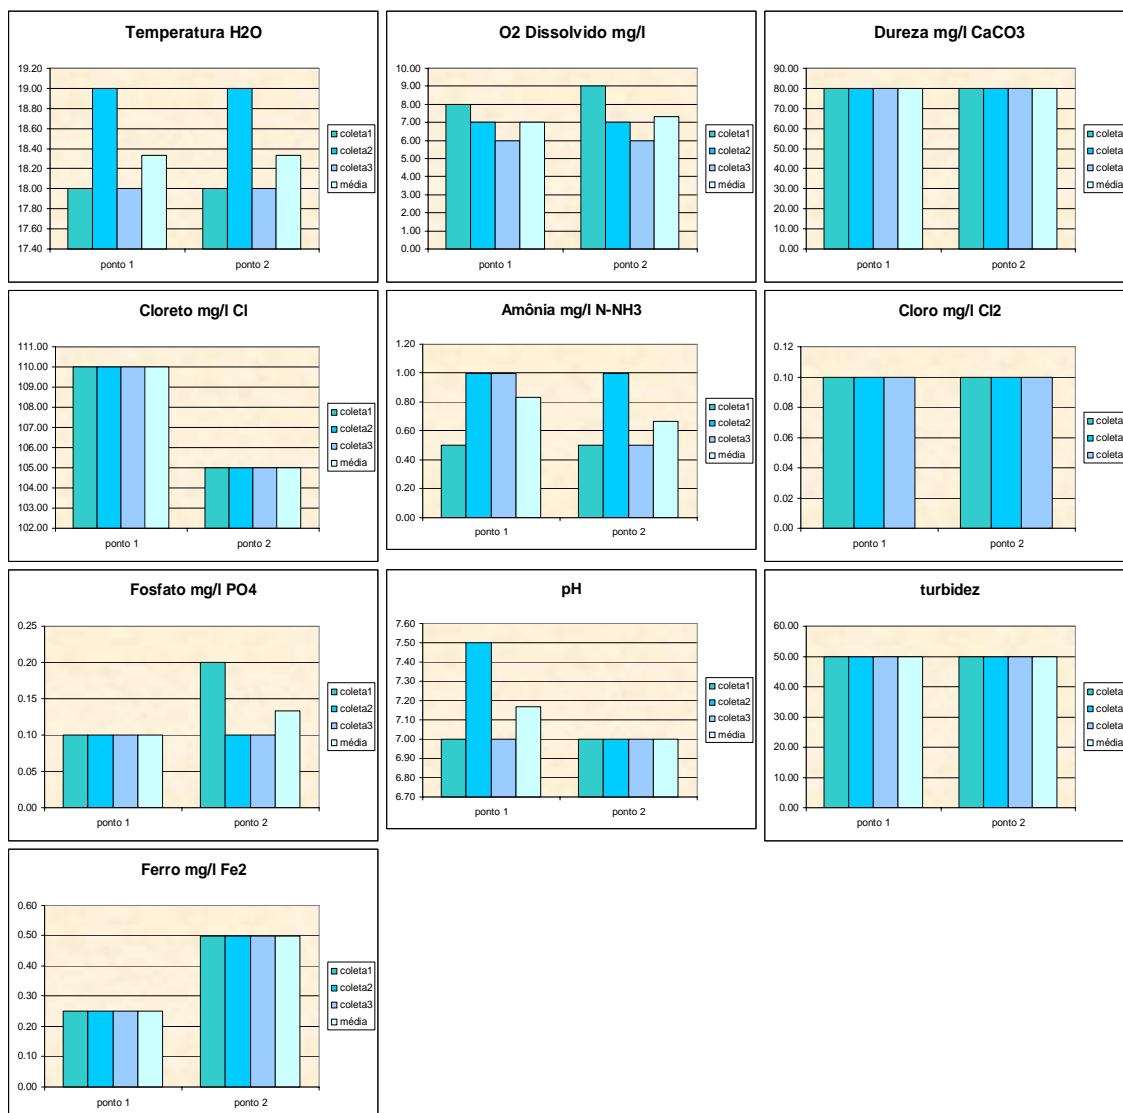 Temperatura H2O
19.20
19.00
18.80
18.60
18.40
18.20
18.00
17.80
17.60
17.40
ponto 1
ponto 2
coleta1
coleta2
coleta3
média
O2 Dissolvido mg/l
10.00
9.00
8.00
7.00
6.00
5.00
4.00
3.00
2.00
1.00
0.00
ponto 1
ponto 2
coleta1
coleta2
coleta3
média
Dureza mg/l CaCO3
90.00
80.00
70.00
60.00
50.00
40.00
30.00
20.00
10.00
0.00
ponto 1
ponto 2
coleta
coleta
coleta
média
Cloreto mg/l Cl
111.00
110.00
109.00
108.00
107.00
106.00
105.00
104.00
103.00
102.00
ponto 1
ponto 2
coleta1
coleta2
coleta3
média
Amônia mg/l N-NH3
1.20
1.00
0.80
0.60
0.40
0.20
0.00
ponto 1
ponto 2
coleta1
coleta2
coleta3
média
Cloro mg/l Cl2
0.12
0.10
0.08
0.06
0.04
0.02
0.00
ponto 1
ponto 2
coleta
coleta
coleta
Fosfato mg/l PO4
0.25
0.20
0.15
0.10
0.05
0.00
ponto 1
ponto 2
coleta1
coleta2
coleta3
média
pH
7.60
7.50
7.40
7.30
7.20
7.10
7.00
6.90
6.80
6.70
ponto 1
ponto 2
coleta1
coleta2
coleta3
média
turbidez
60.00
50.00
40.00
30.00
20.00
10.00
0.00
ponto 1
ponto 2
coleta
coleta
coleta
média
Ferro mg/l Fe2
0.60
0.50
0.40
0.30
0.20
0.10
0.00
ponto 1
ponto 2
coleta1
coleta2
coleta3
média